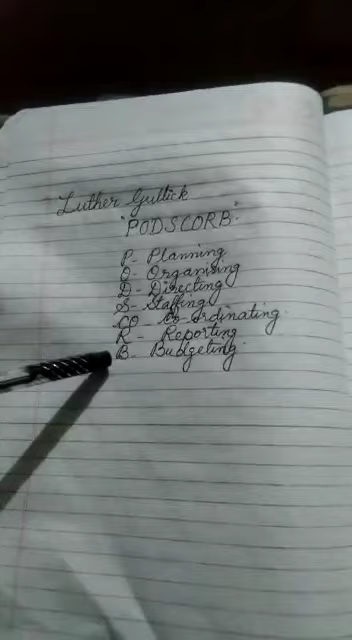 Luther Gullick
"PODSCORB".
P- Planning
O- Organising
D- Directing
S- Staffing
CO- Co-ordinating.
R- Reporting
B- Budgeting.